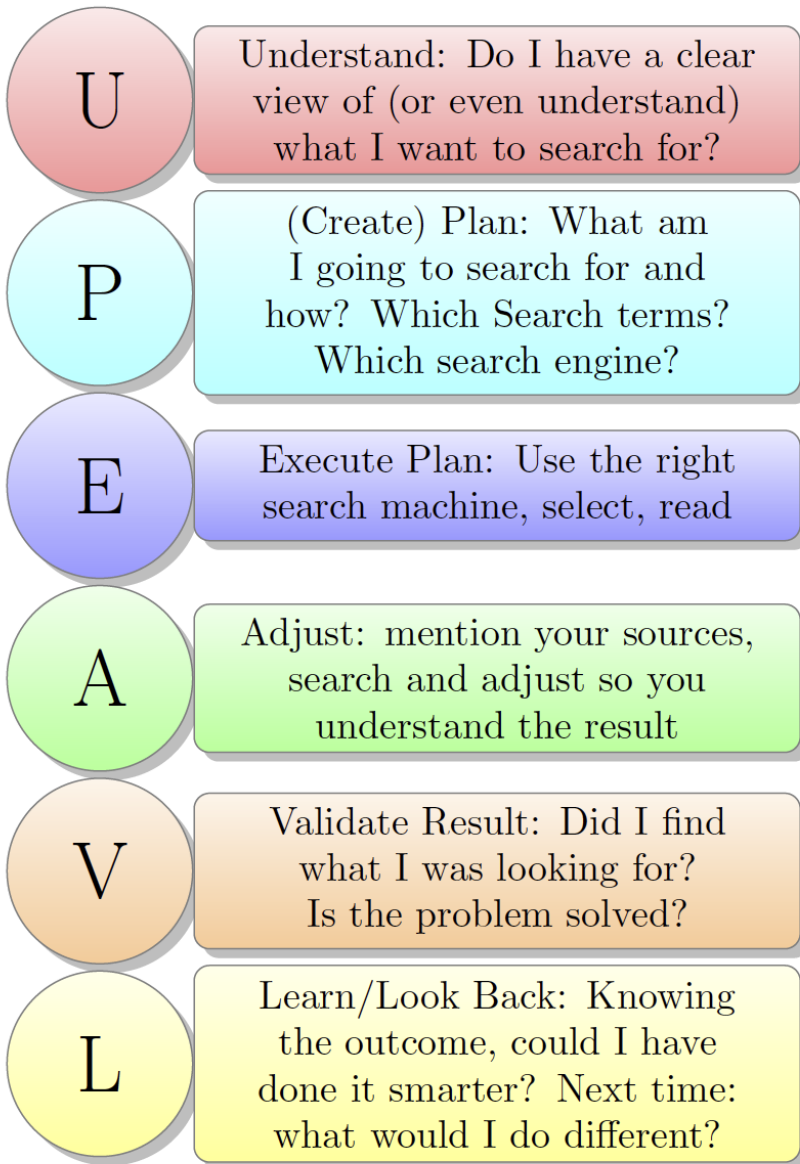 U
Understand: Do I have a clear
view of (or even understand)
what I want to search for?
P
(Create) Plan: What am
I going to search for and
how? Which Search terms?
Which search engine?
E
Execute Plan: Use the right
search machine, select, read
A
Adjust: mention your sources,
search and adjust so you
understand the result
V
Validate Result: Did I find
what I was looking for?
Is the problem solved?
L
Learn/Look Back: Knowing
the outcome, could I have
done it smarter? Next time:
what would I do different?